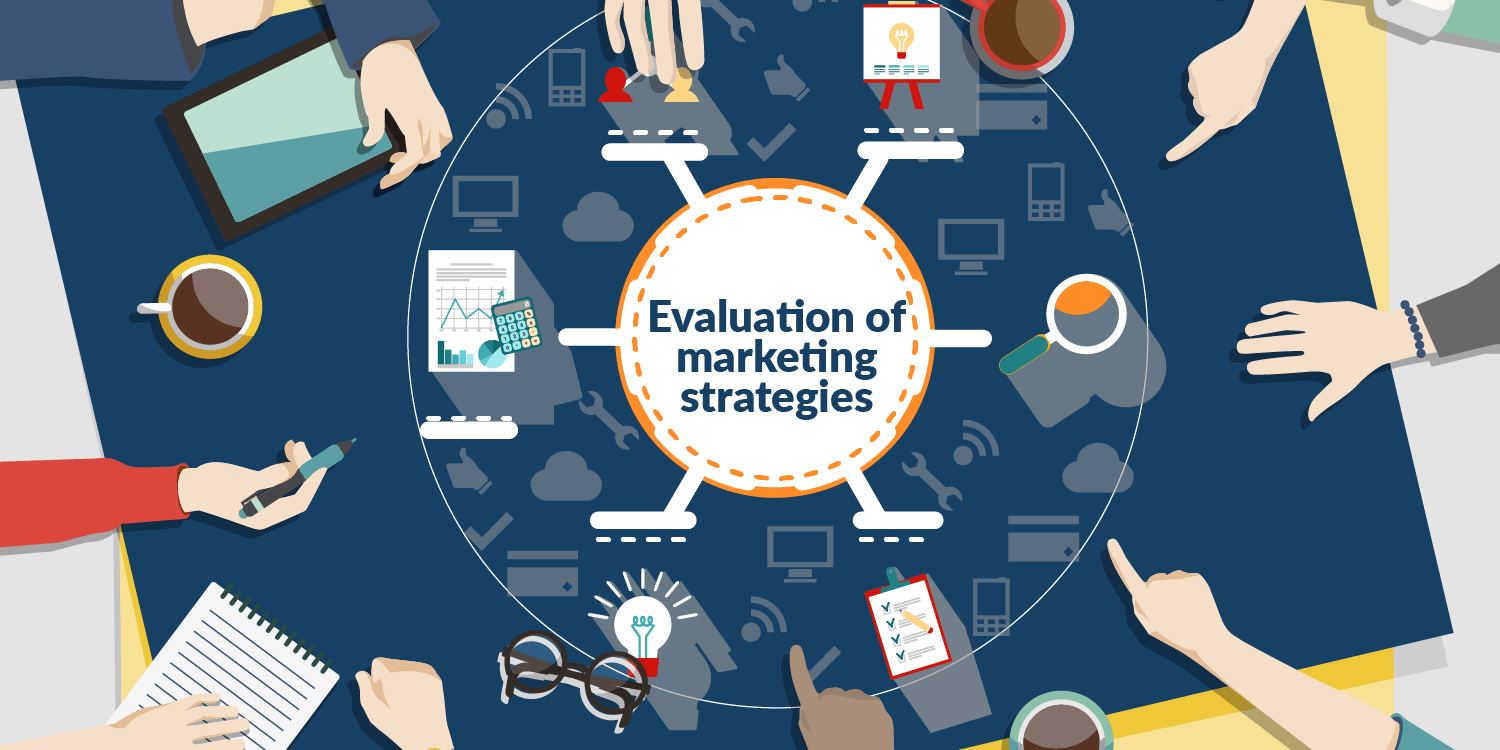 Evaluation of
marketing
strategies